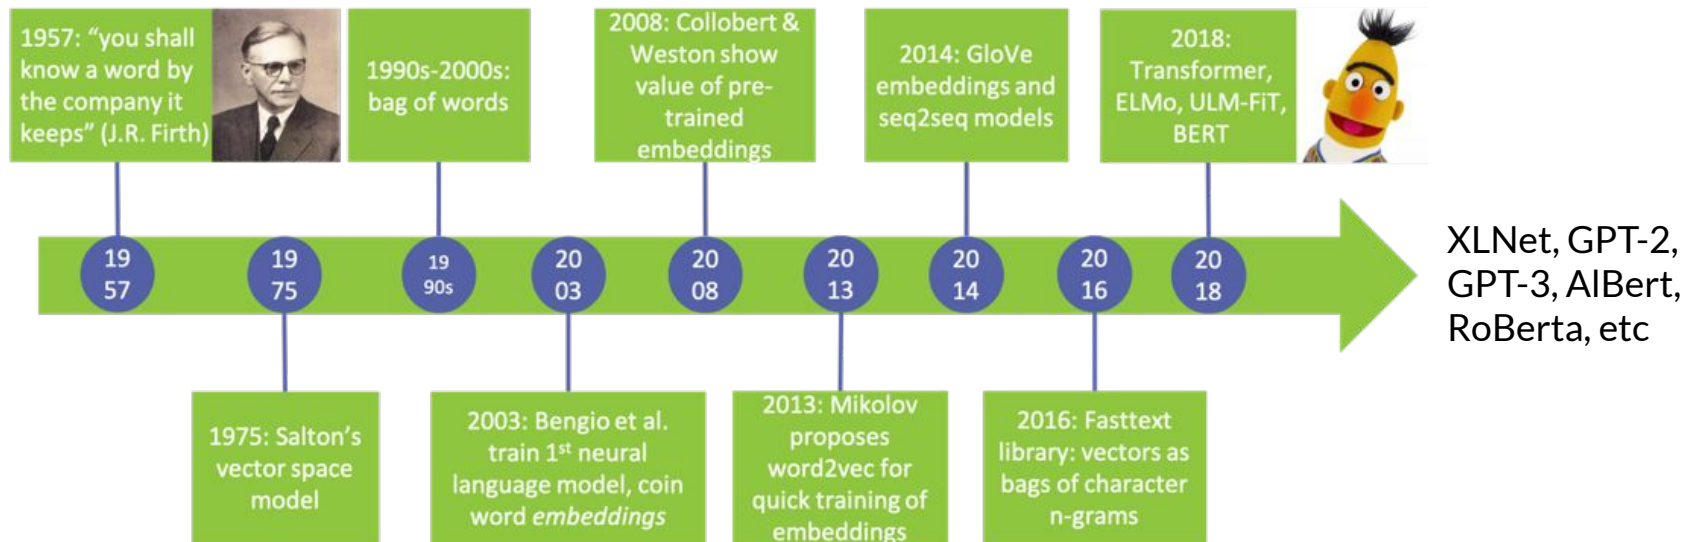 1957: “you shall
know a word by
the company it
keeps” (J.R. Firth)
1990s-2000s:
bag of words
2008: Collobert &
Weston show
value of pre-
trained
embeddings
2014: GloVe
embeddings and
seq2seq models
2018:
Transformer,
ELMo, ULM-FiT,
BERT
19
57
19
75
19
90s
20
03
20
08
20
13
20
14
20
16
20
18
XLNet, GPT-2,
GPT-3, AlBert,
RoBerta, etc
1975: Salton’s
vector space
model
2003: Bengio et al.
train 1st neural
language model, coin
word embeddings
2013: Mikolov
proposes
word2vec for
quick training of
embeddings
2016: Fasttext
library: vectors as
bags of character
n-grams